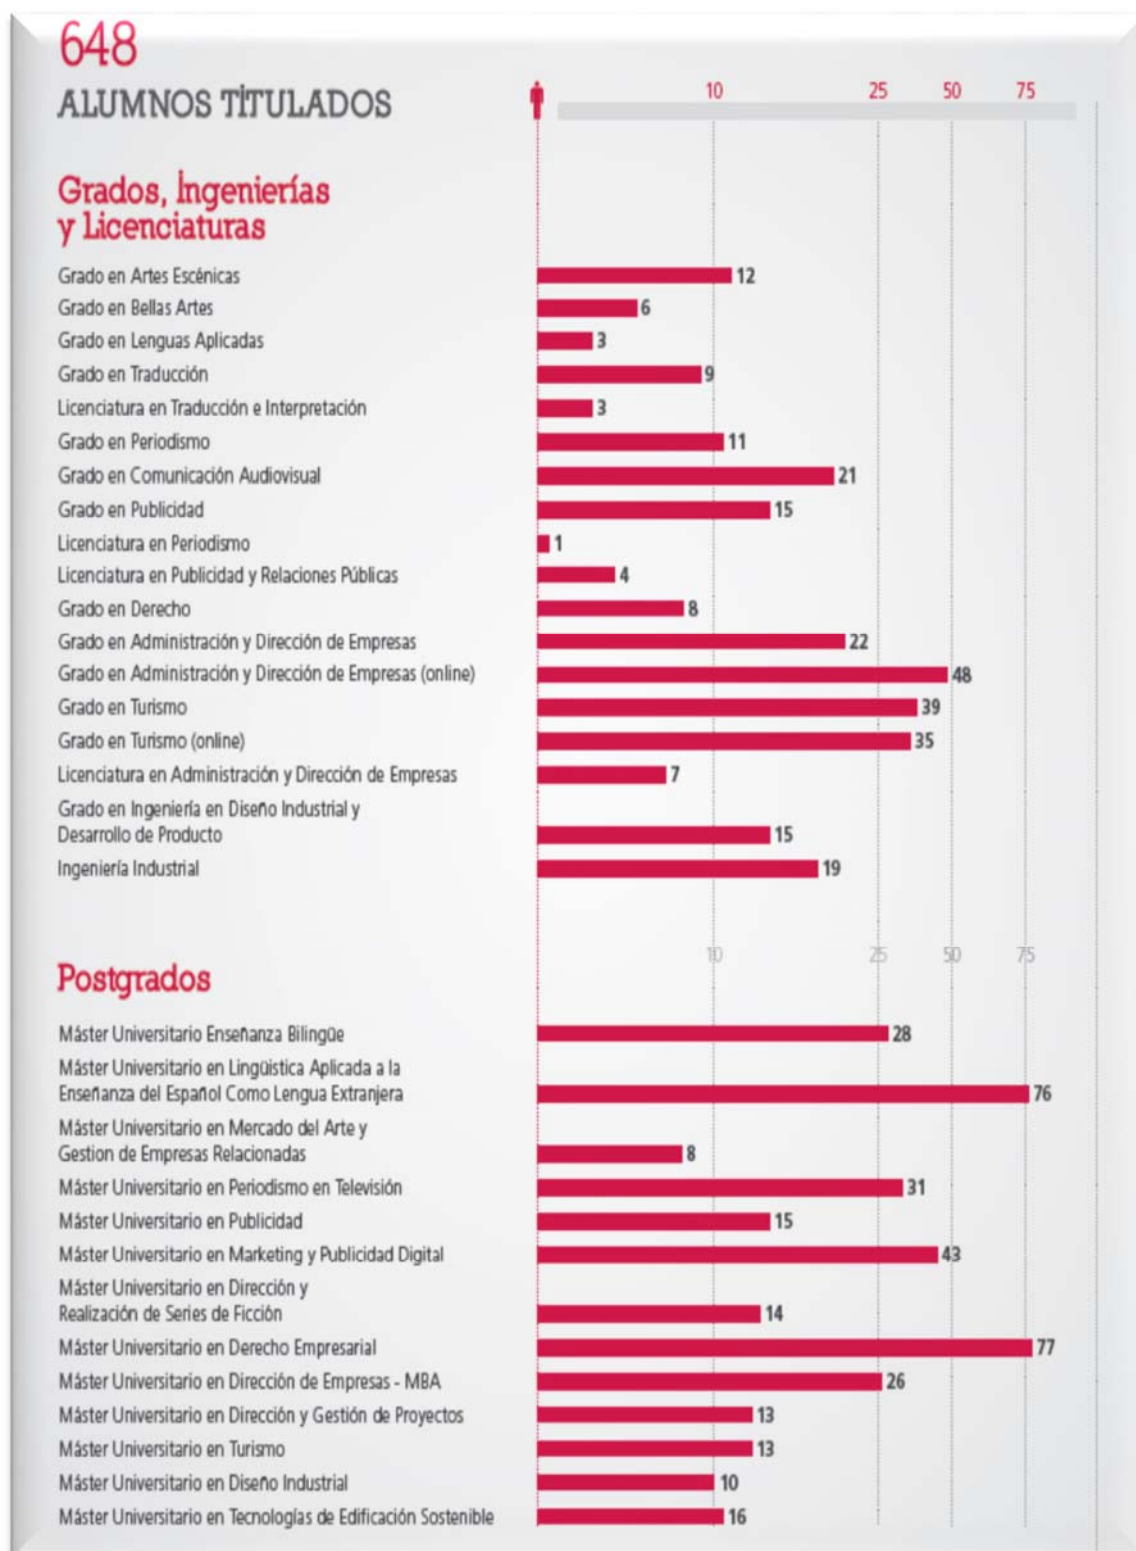 648
ALUMNOS TITULADOS
10 25 50 75
Grados, Ingenierías
y Licenciaturas
Grado en Artes Escénicas 12
Grado en Bellas Artes 6
Grado en Lenguas Aplicadas 3
Grado en Traducción 9
Licenciatura en Traducción e Interpretación 3
Grado en Periodismo 11
Grado en Comunicación Audiovisual 21
Grado en Publicidad 15
Licenciatura en Periodismo 1
Licenciatura en Publicidad y Relaciones Públicas 4
Grado en Derecho 8
Grado en Administración y Dirección de Empresas 22
Grado en Administración y Dirección de Empresas (online) 48
Grado en Turismo 39
Grado en Turismo (online) 35
Licenciatura en Administración y Dirección de Empresas 7
Grado en Ingeniería en Diseño Industrial y
Desarrollo de Producto 15
Ingeniería Industrial 19
10 25 50 75
Postgrados
Máster Universitario Enseñanza Bilingüe 28
Máster Universitario en Lingüistica Aplicada a la
Enseñanza del Español Como Lengua Extranjera 76
Máster Universitario en Mercado del Arte y
Gestion de Empresas Relacionadas 8
Máster Universitario en Periodismo en Televisión 31
Máster Universitario en Publicidad 15
Máster Universitario en Marketing y Publicidad Digital 43
Máster Universitario en Dirección y
Realización de Series de Ficción 14
Máster Universitario en Derecho Empresarial 77
Máster Universitario en Dirección de Empresas - MBA 26
Máster Universitario en Dirección y Gestión de Proyectos 13
Máster Universitario en Turismo 13
Máster Universitario en Diseño Industrial 10
Máster Universitario en Tecnologías de Edificación Sostenible 16